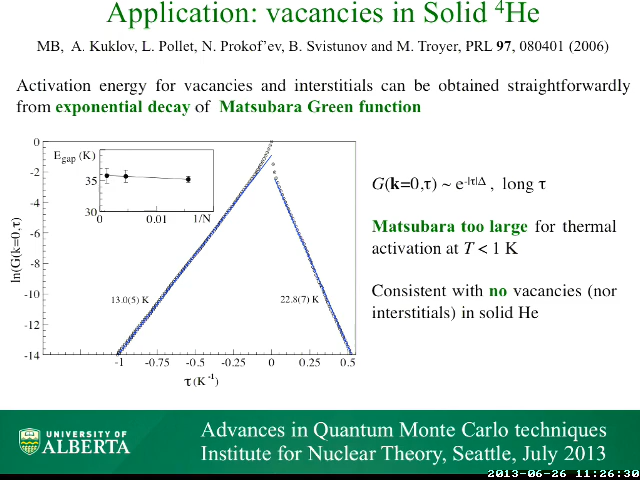 Application: vacancies in Solid ⁴He
MB, A. Kuklov, L. Pollet, N. Prokof'ev, B. Svistunov and M. Troyer, PRL 97, 080401 (2006)
Activation energy for vacancies and interstitials can be obtained straightforwardly
from exponential decay of Matsubara Green function
0
-2
-4
-6
-8
-10
-12
-14
ln(G(k=0,τ)
E_gap (K)
35
30
0 0.01 1/N
13.0(5) K
22.8(7) K
-1 -0.75 -0.5 -0.25 0 0.25 0.5
τ (K⁻¹)
G(k=0,τ) ~ e^-|τ|Δ , long τ
Matsubara too large for thermal
activation at T < 1 K
Consistent with no vacancies (nor
interstitials) in solid He
UNIVERSITY OF
ALBERTA
Advances in Quantum Monte Carlo techniques
Institute for Nuclear Theory, Seattle, July 2013
2013-06-26 11:26:30